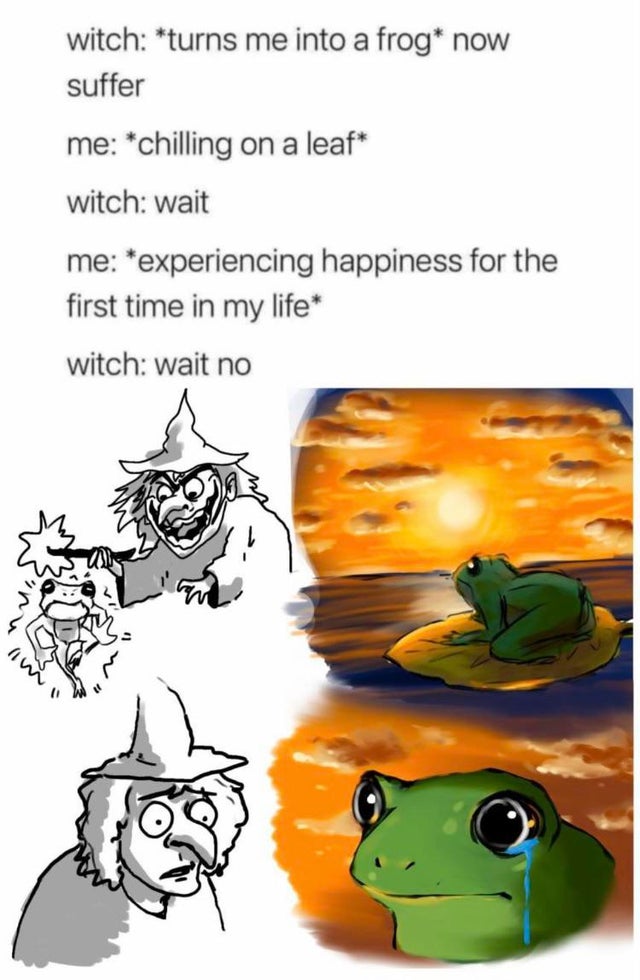 witch: *turns me into a frog* now
suffer
me: *chilling on a leaf*
witch: wait
me: *experiencing happiness for the
first time in my life*
witch: wait no